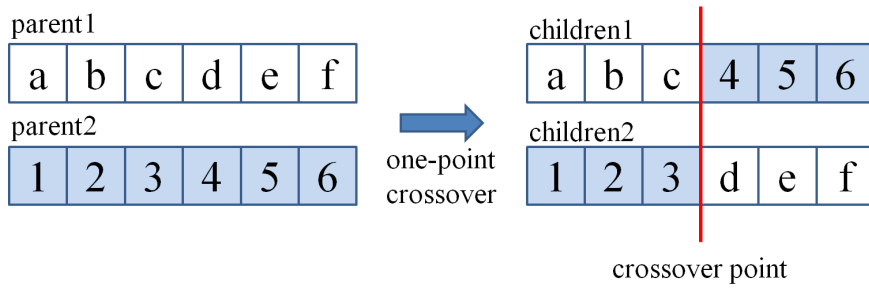 parent1
a b c d e f
parent2
1 2 3 4 5 6
one-point
crossover
children1
a b c 4 5 6
children2
1 2 3 d e f
crossover point